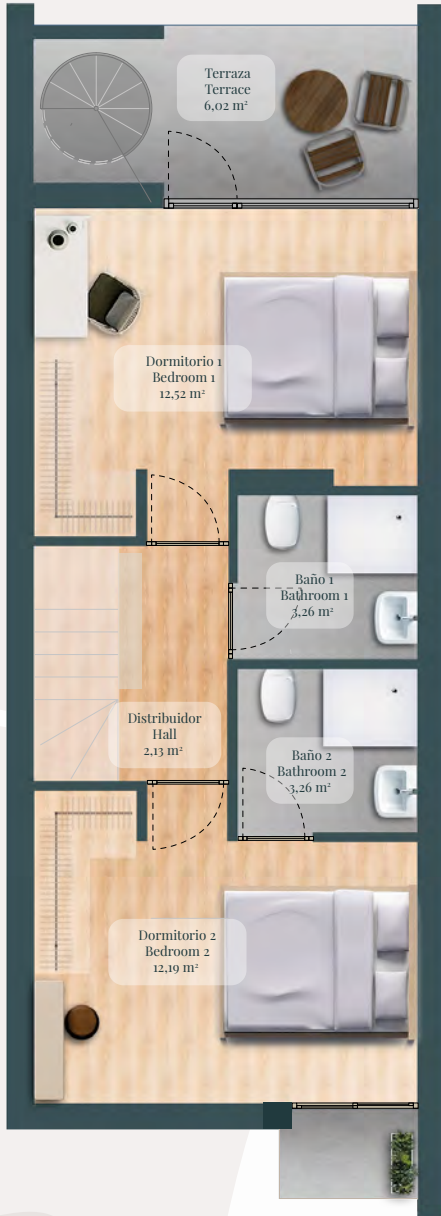 Terraza
Terrace
6,02 m²
Dormitorio 1
Bedroom 1
12,52 m²
Baño 1
Bathroom 1
3,26 m²
Distribuidor
Hall
2,13 m²
Baño 2
Bathroom 2
3,26 m²
Dormitorio 2
Bedroom 2
12,19 m²